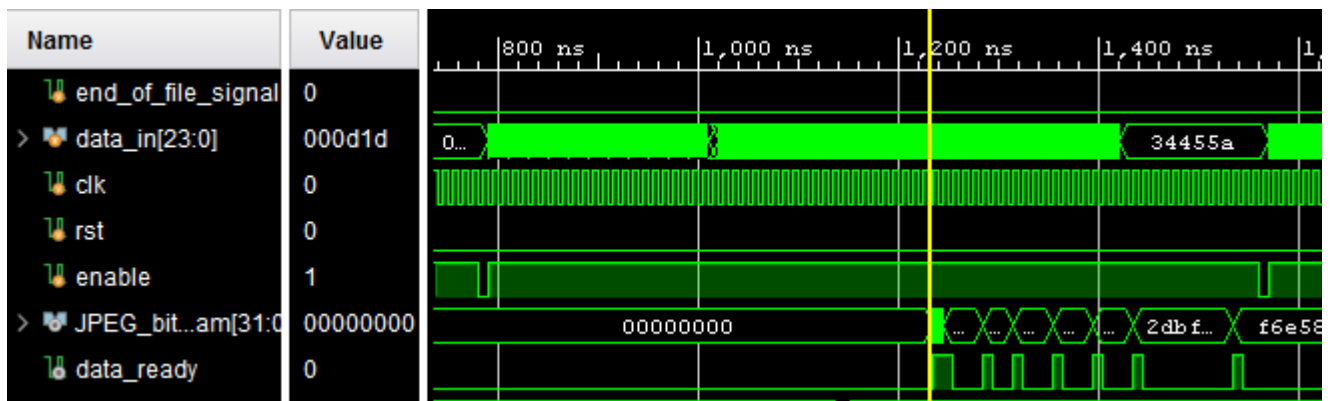 Name Value
800 ns 1,000 ns 1,200 ns 1,400 ns 1,
end_of_file_signal 0
data_in[23:0] 000d1d 0... 34455a
clk 0
rst 0
enable 1
JPEG_bit...am[31:0 00000000 00000000 ... ... ... ... ... 2dbf... f6e58
data_ready 0